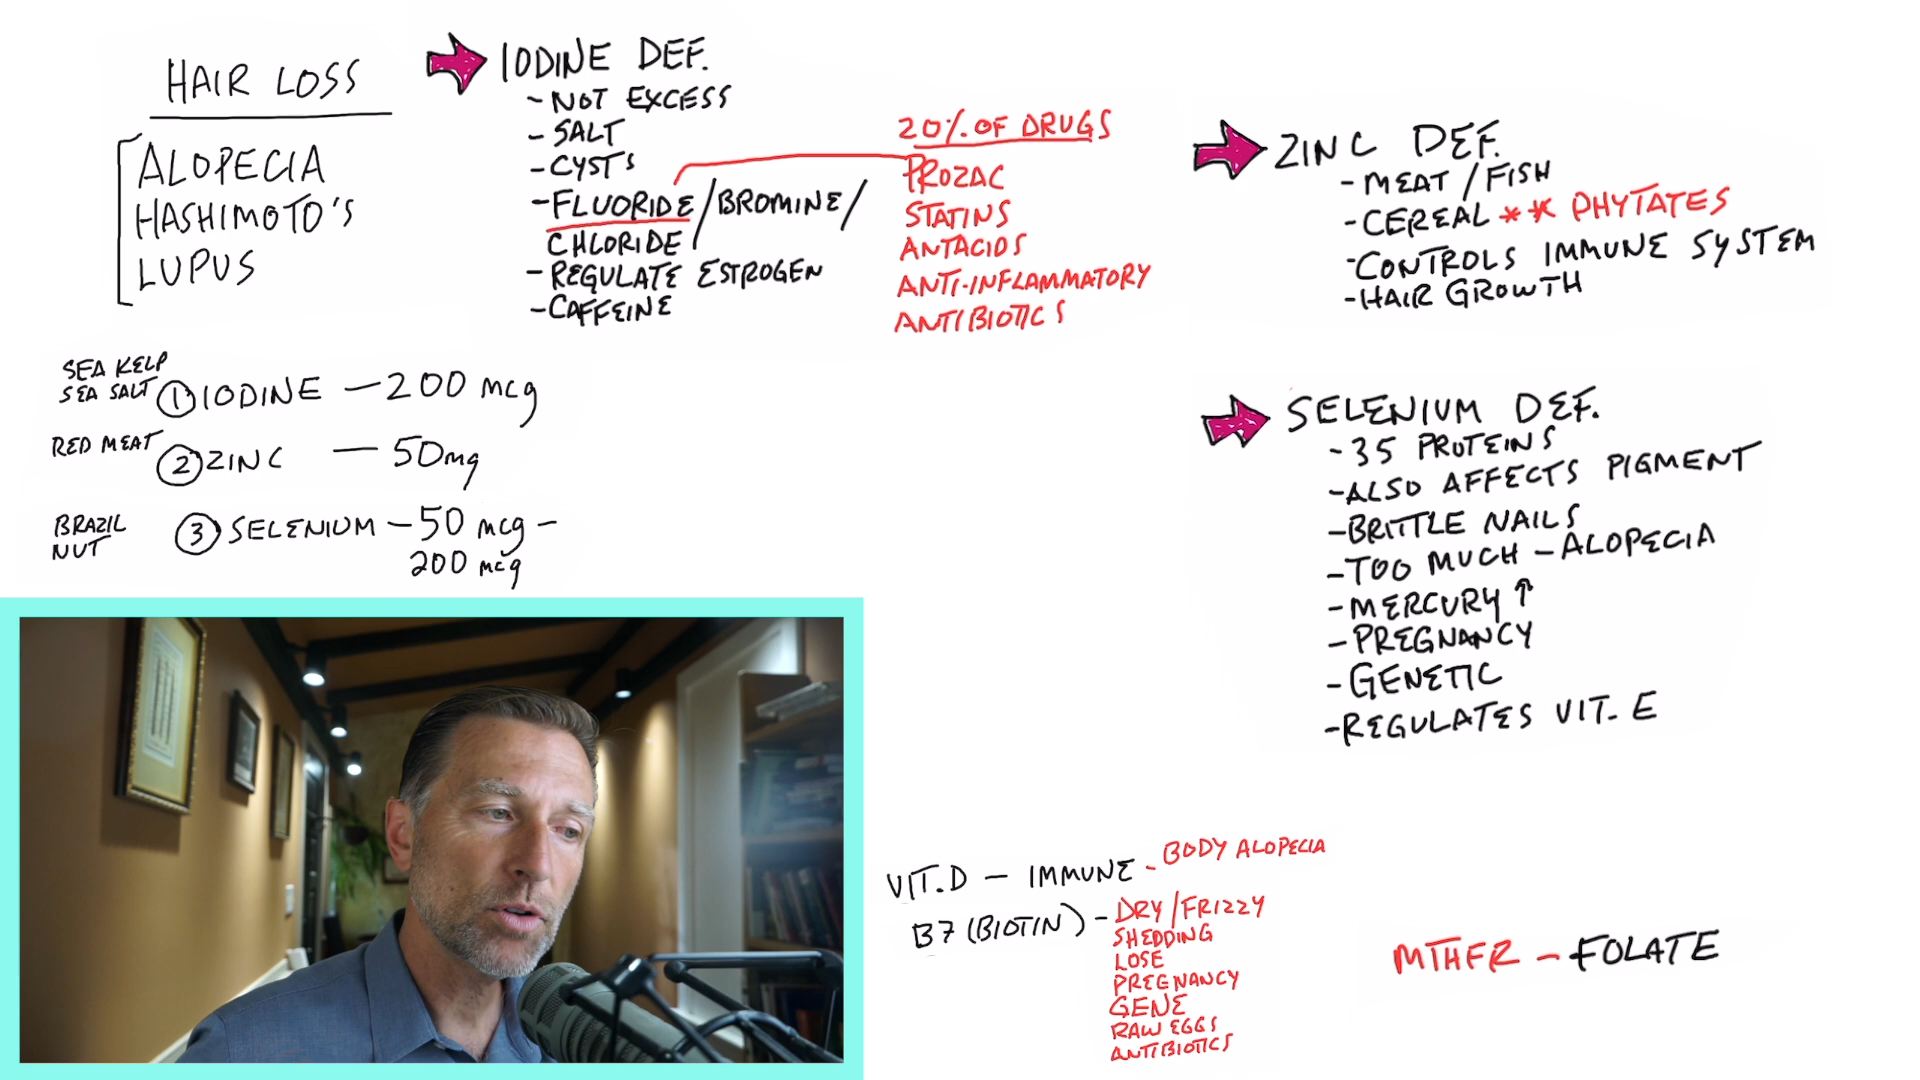 HAIR LOSS
ALOPECIA
HASHIMOTO'S
LUPUS
IODINE DEF.
- NOT EXCESS
- SALT
- CYSTS
- FLUORIDE / BROMINE /
CHLORIDE
- REGULATE ESTROGEN
- CAFFEINE
20% OF DRUGS
PROZAC
STATINS
ANTACIDS
ANTI-INFLAMMATORY
ANTIBIOTICS
ZINC DEF.
- MEAT / FISH
- CEREAL ** PHYTATES
- CONTROLS IMMUNE SYSTEM
- HAIR GROWTH
SEA KELP
SEA SALT ① IODINE — 200 mcg
RED MEAT ② ZINC — 50mg
BRAZIL NUT ③ SELENIUM — 50 mcg -
200 mcg
SELENIUM DEF.
- 35 PROTEINS
- ALSO AFFECTS PIGMENT
- BRITTLE NAILS
- TOO MUCH - ALOPECIA
- MERCURY ↑
- PREGNANCY
- GENETIC
- REGULATES VIT. E
VIT. D — IMMUNE - BODY ALOPECIA
B7 (BIOTIN) - DRY / FRIZZY
SHEDDING
LOSE
PREGNANCY
GENE
RAW EGGS
ANTIBIOTICS
MTHFR - FOLATE